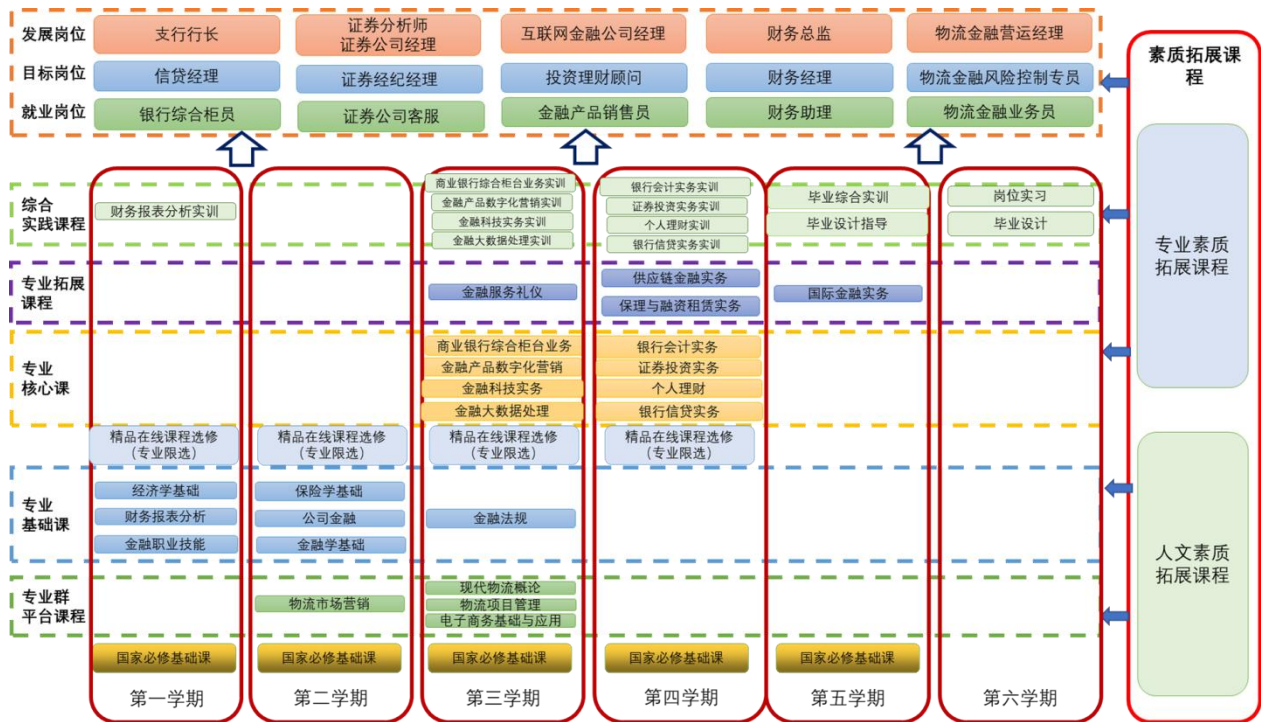 发展岗位
支行行长
证券分析师
证券公司经理
互联网金融公司经理
财务总监
物流金融营运经理
目标岗位
信贷经理
证券经纪经理
投资理财顾问
财务经理
物流金融风险控制专员
就业岗位
银行综合柜员
证券公司客服
金融产品销售员
财务助理
物流金融业务员
素质拓展课
程
专业素质
拓展课程
人文素质
拓展课程
综合
实践课程
财务报表分析实训
商业银行综合柜台业务实训
金融产品数字化营销实训
金融科技实务实训
金融大数据处理实训
银行会计实务实训
证券投资实务实训
个人理财实训
银行信贷实务实训
毕业综合实训
毕业设计指导
岗位实习
毕业设计
专业拓展
课程
金融服务礼仪
供应链金融实务
保理与融资租赁实务
国际金融实务
专业
核心课
商业银行综合柜台业务
金融产品数字化营销
金融科技实务
金融大数据处理
银行会计实务
证券投资实务
个人理财
银行信贷实务
精品在线课程选修
(专业限选)
精品在线课程选修
(专业限选)
精品在线课程选修
(专业限选)
精品在线课程选修
(专业限选)
专业
基础课
经济学基础
财务报表分析
金融职业技能
保险学基础
公司金融
金融学基础
金融法规
专业群
平台课程
物流市场营销
现代物流概论
物流项目管理
电子商务基础与应用
国家必修基础课
国家必修基础课
国家必修基础课
国家必修基础课
国家必修基础课
第一学期
第二学期
第三学期
第四学期
第五学期
第六学期